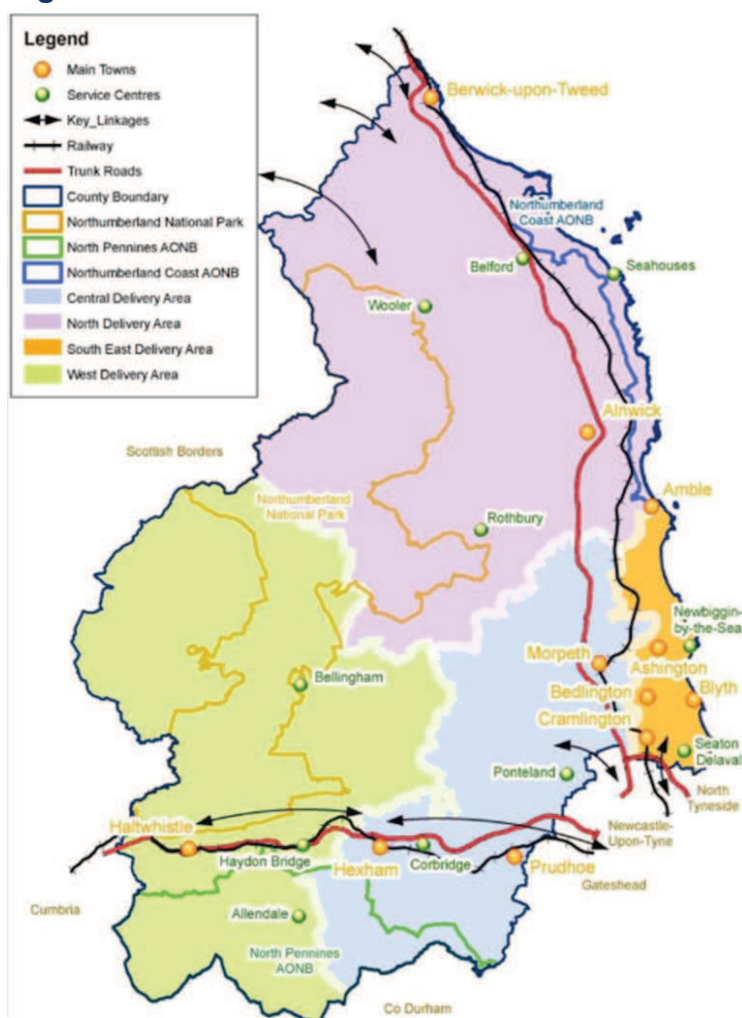 Legend
Main Towns
Service Centres
Key_Linkages
Railway
Trunk Roads
County Boundary
Northumberland National Park
North Pennines AONB
Northumberland Coast AONB
Central Delivery Area
North Delivery Area
South East Delivery Area
West Delivery Area
Berwick-upon-Tweed
Northumberland
Coast AONB
Belford
Seahouses
Wooler
Alnwick
Scottish Borders
Northumberland
National Park
Amble
Rothbury
Newbiggin-
by-the-Sea
Morpeth
Ashington
Bellingham
Bedlington
Blyth
Cramlington
Seaton
Delaval
Ponteland
North
Tyneside
Haltwhistle
Newcastle-
Upon-Tyne
Haydon Bridge
Hexham
Corbridge
Prudhoe
Gateshead
Cumbria
Allendale
North Pennines
AONB
Co Durham